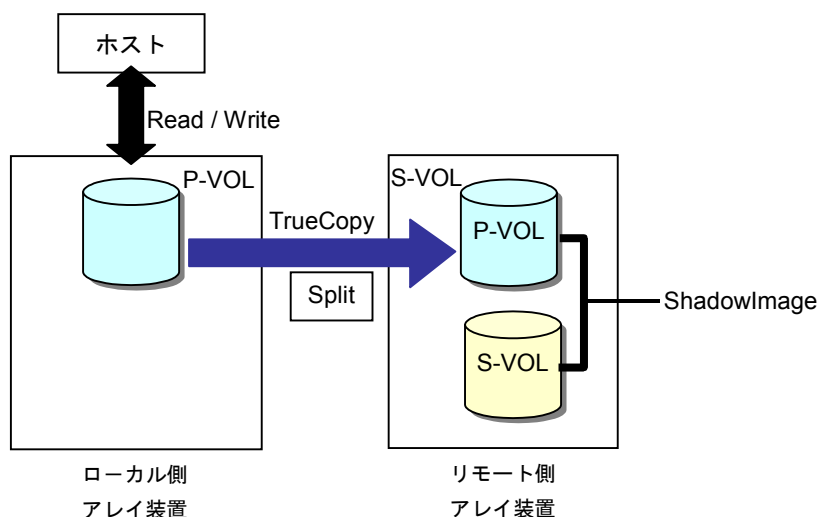 ホスト
Read / Write
P-VOL
S-VOL
TrueCopy
P-VOL
Split
ShadowImage
S-VOL
ローカル側
アレイ装置
リモート側
アレイ装置